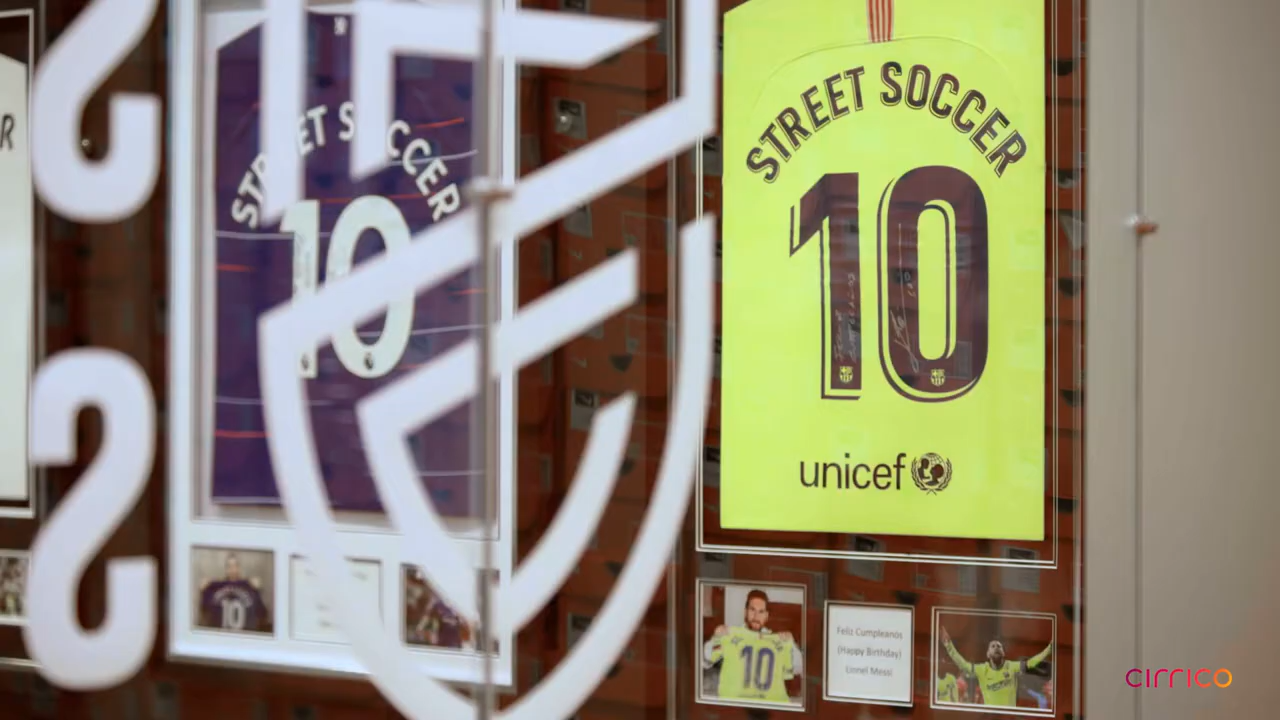 STREET SOCCER
10
unicef
STREET SOCCER
10
10
10
Feliz Cumpleaños
(Happy Birthday)
Lionel Messi
cirrico